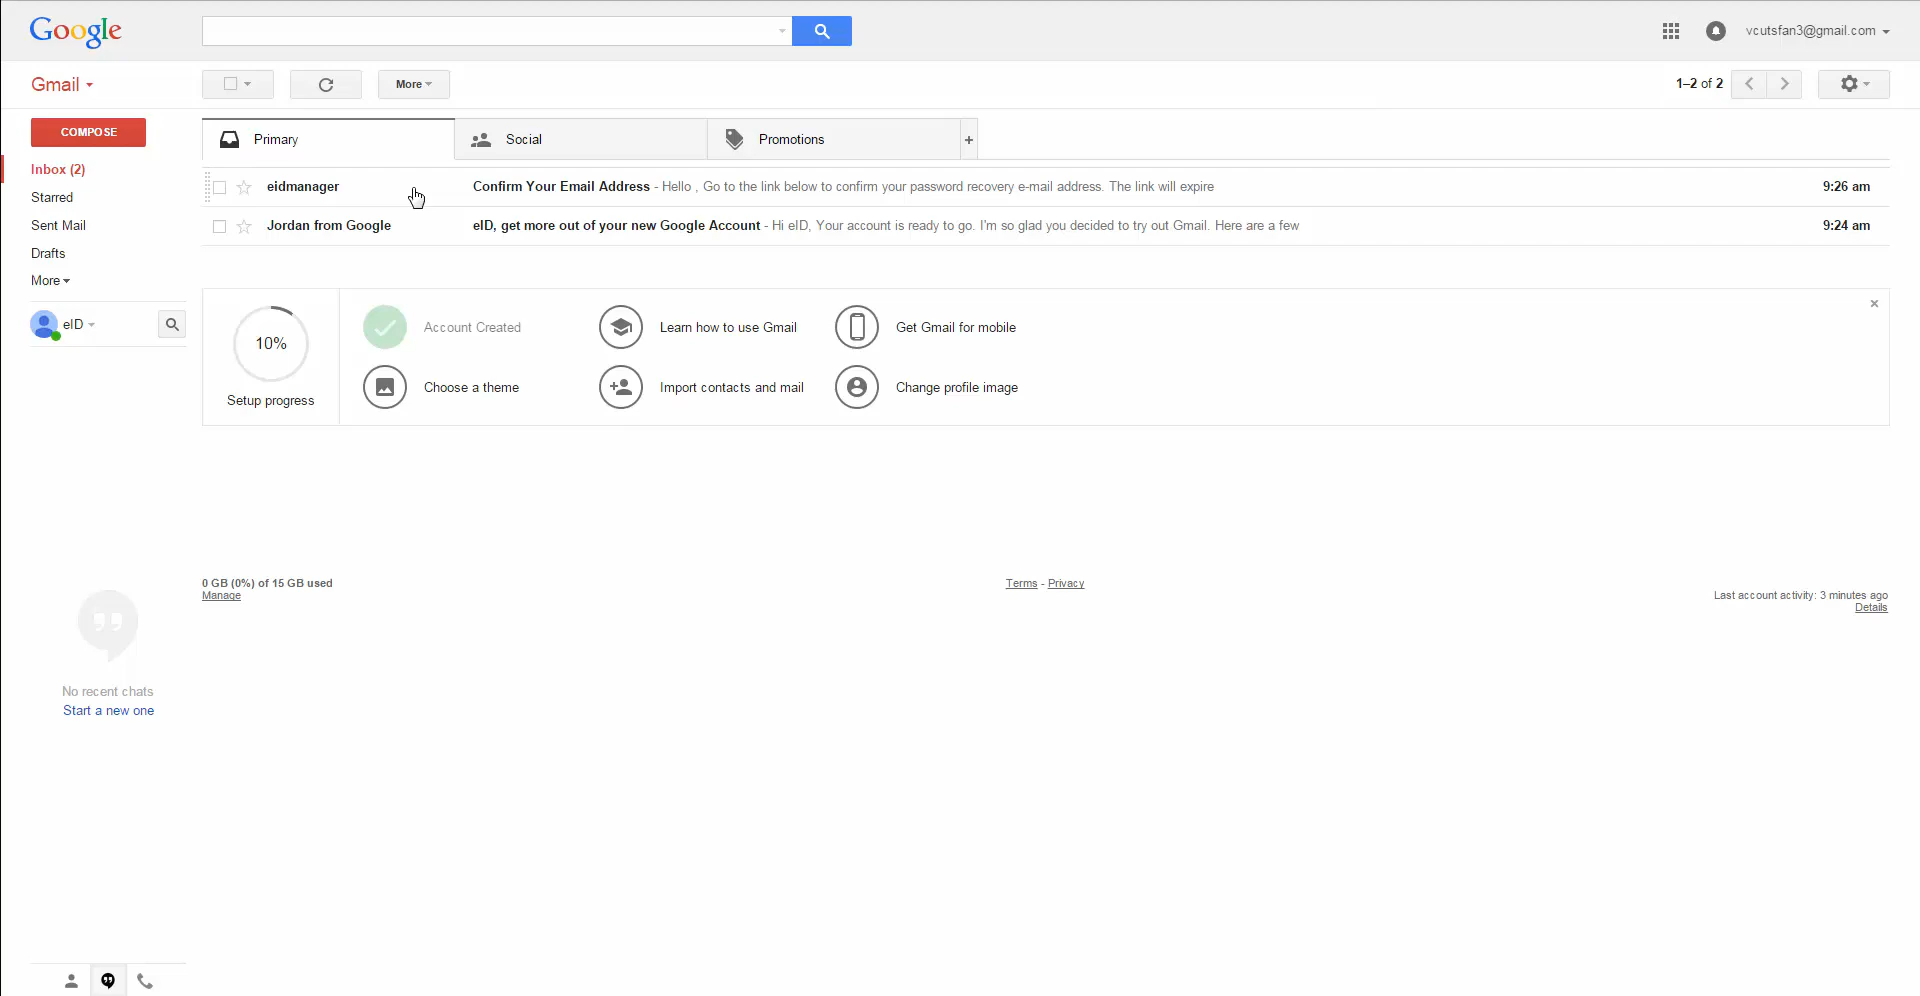 Google
vcutsfan3@gmail.com
Gmail
More
1–2 of 2
COMPOSE
Primary
Social
Promotions
+
Inbox (2)
Starred
Sent Mail
Drafts
More
eidmanager
Confirm Your Email Address - Hello , Go to the link below to confirm your password recovery e-mail address. The link will expire
9:26 am
Jordan from Google
eID, get more out of your new Google Account - Hi eID, Your account is ready to go. I'm so glad you decided to try out Gmail. Here are a few
9:24 am
eID
10%
Setup progress
Account Created
Learn how to use Gmail
Get Gmail for mobile
Choose a theme
Import contacts and mail
Change profile image
0 GB (0%) of 15 GB used
Manage
Terms - Privacy
Last account activity: 3 minutes ago
Details
No recent chats
Start a new one